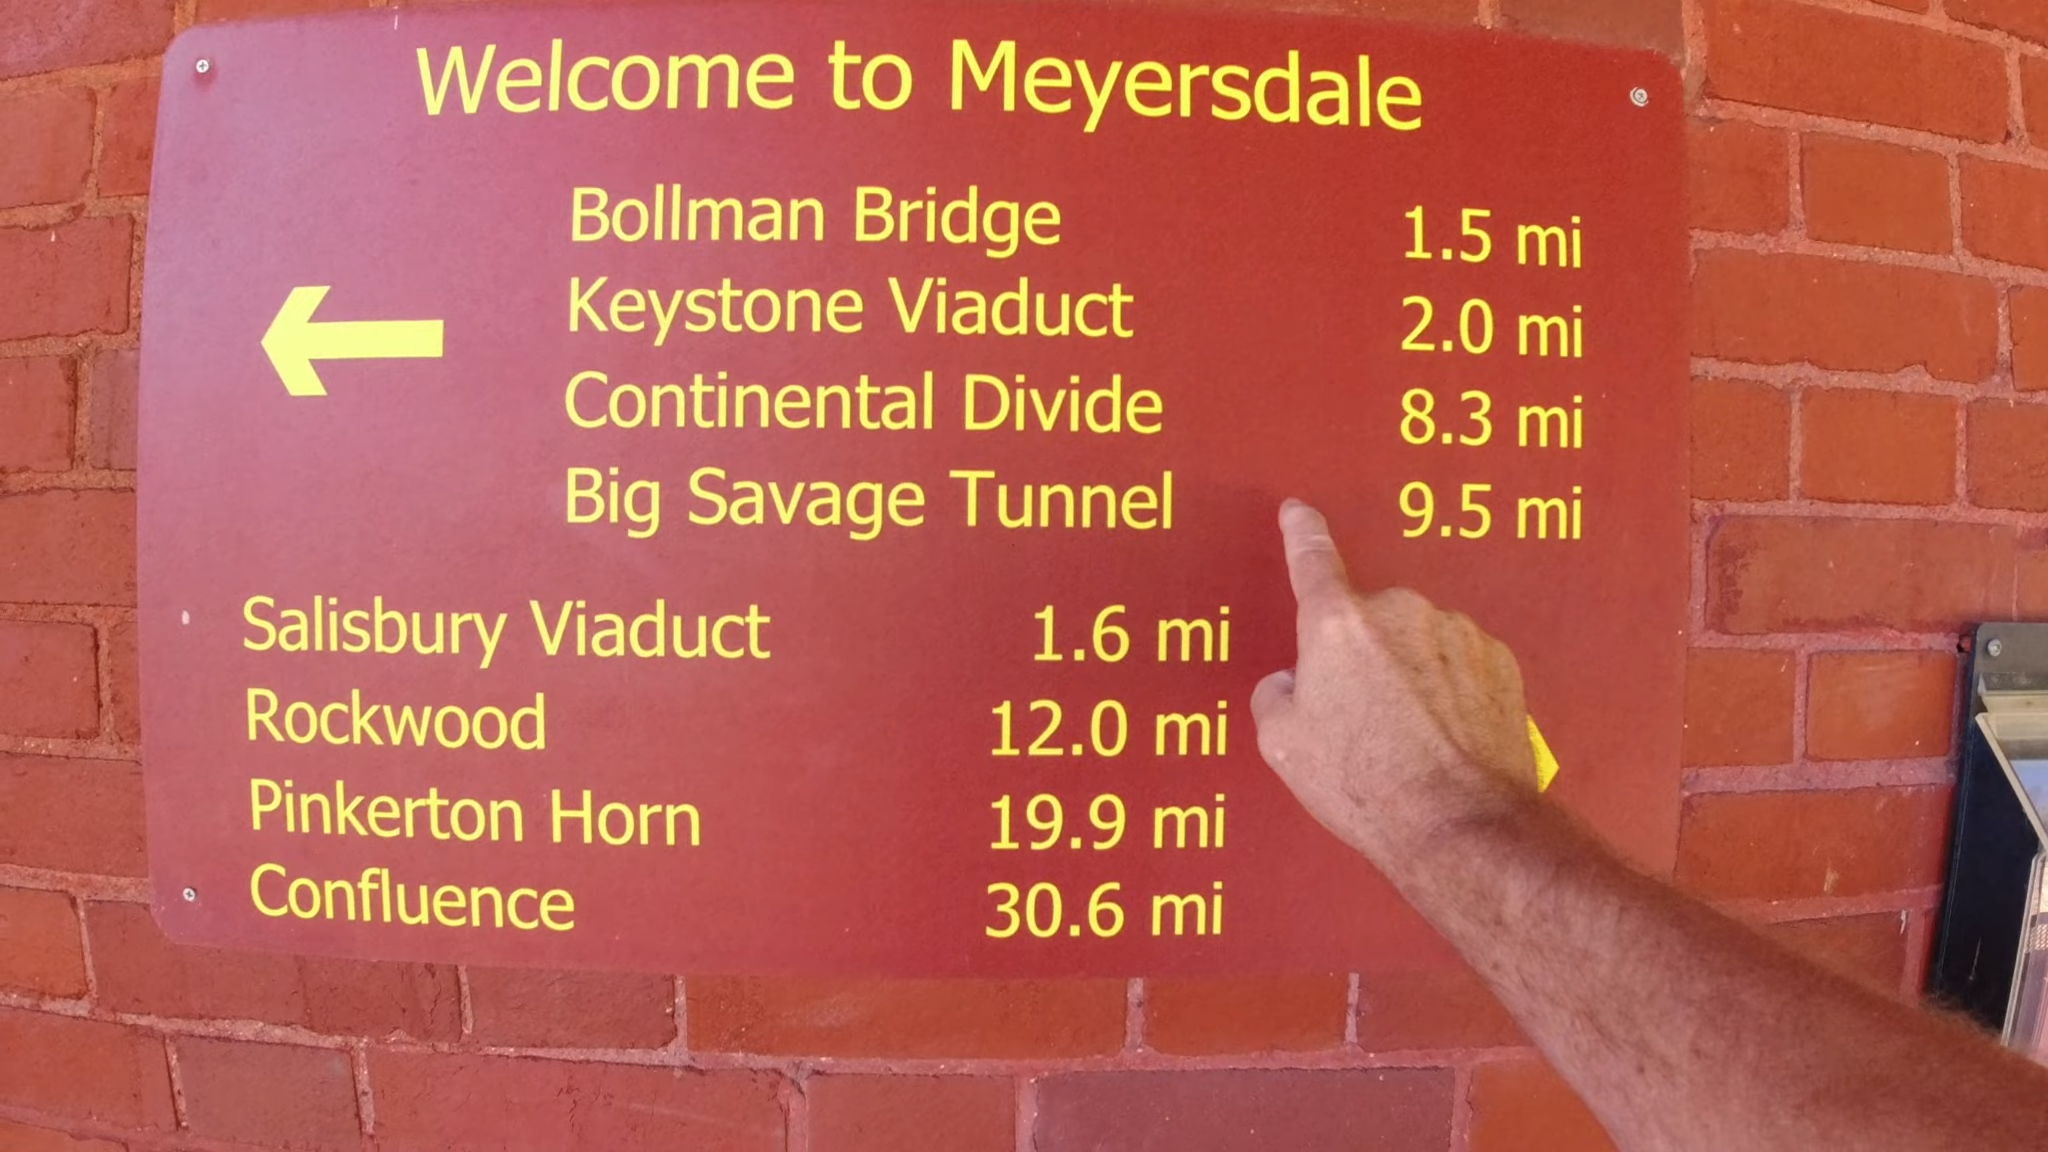 Welcome to Meyersdale
Bollman Bridge 1.5 mi
Keystone Viaduct 2.0 mi
Continental Divide 8.3 mi
Big Savage Tunnel 9.5 mi
Salisbury Viaduct 1.6 mi
Rockwood 12.0 mi
Pinkerton Horn 19.9 mi
Confluence 30.6 mi